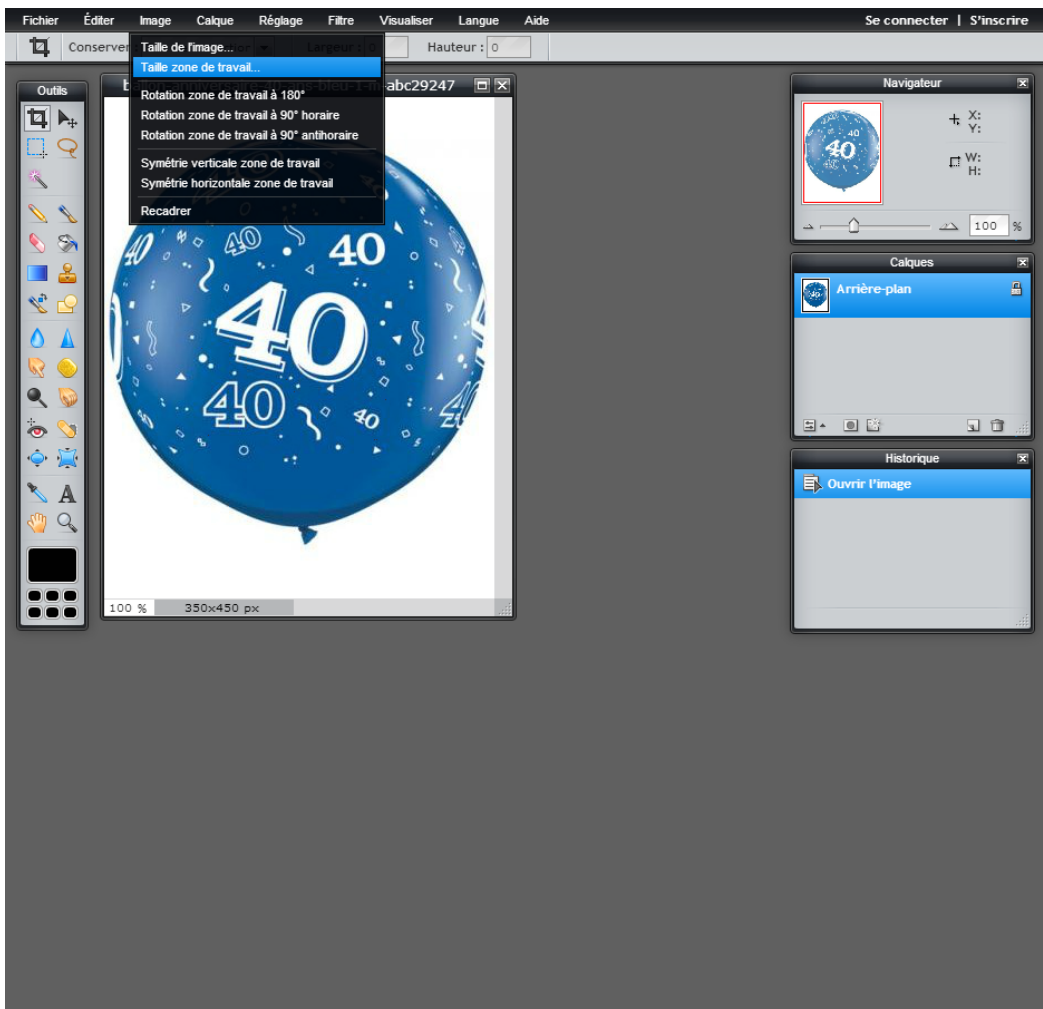 Fichier Éditer Image Calque Réglage Filtre Visualiser Langue Aide Se connecter | S'inscrire
Conserver Largeur : 0 Hauteur : 0
Taille de l'image...
Taille zone de travail...
Rotation zone de travail à 180°
Rotation zone de travail à 90° horaire
Rotation zone de travail à 90° antihoraire
Symétrie verticale zone de travail
Symétrie horizontale zone de travail
Recadrer
Outils
A
abc29247
40 40 40
40
40 40
100 % 350x450 px
Navigateur
40
40
X:
Y:
W:
H:
100 %
Calques
Arrière-plan
Historique
Ouvrir l'image